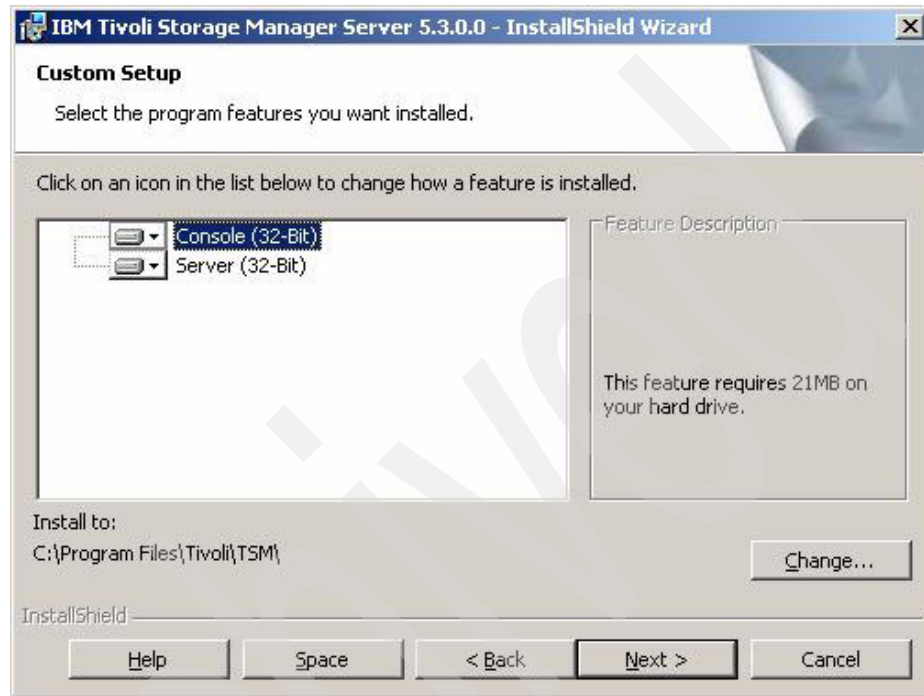 IBM Tivoli Storage Manager Server 5.3.0.0 - InstallShield Wizard
Custom Setup
Select the program features you want installed.
Click on an icon in the list below to change how a feature is installed.
Console (32-Bit)
Server (32-Bit)
Feature Description
This feature requires 21MB on
your hard drive.
Install to:
C:\Program Files\Tivoli\TSM\
Change...
InstallShield
Help Space < Back Next > Cancel